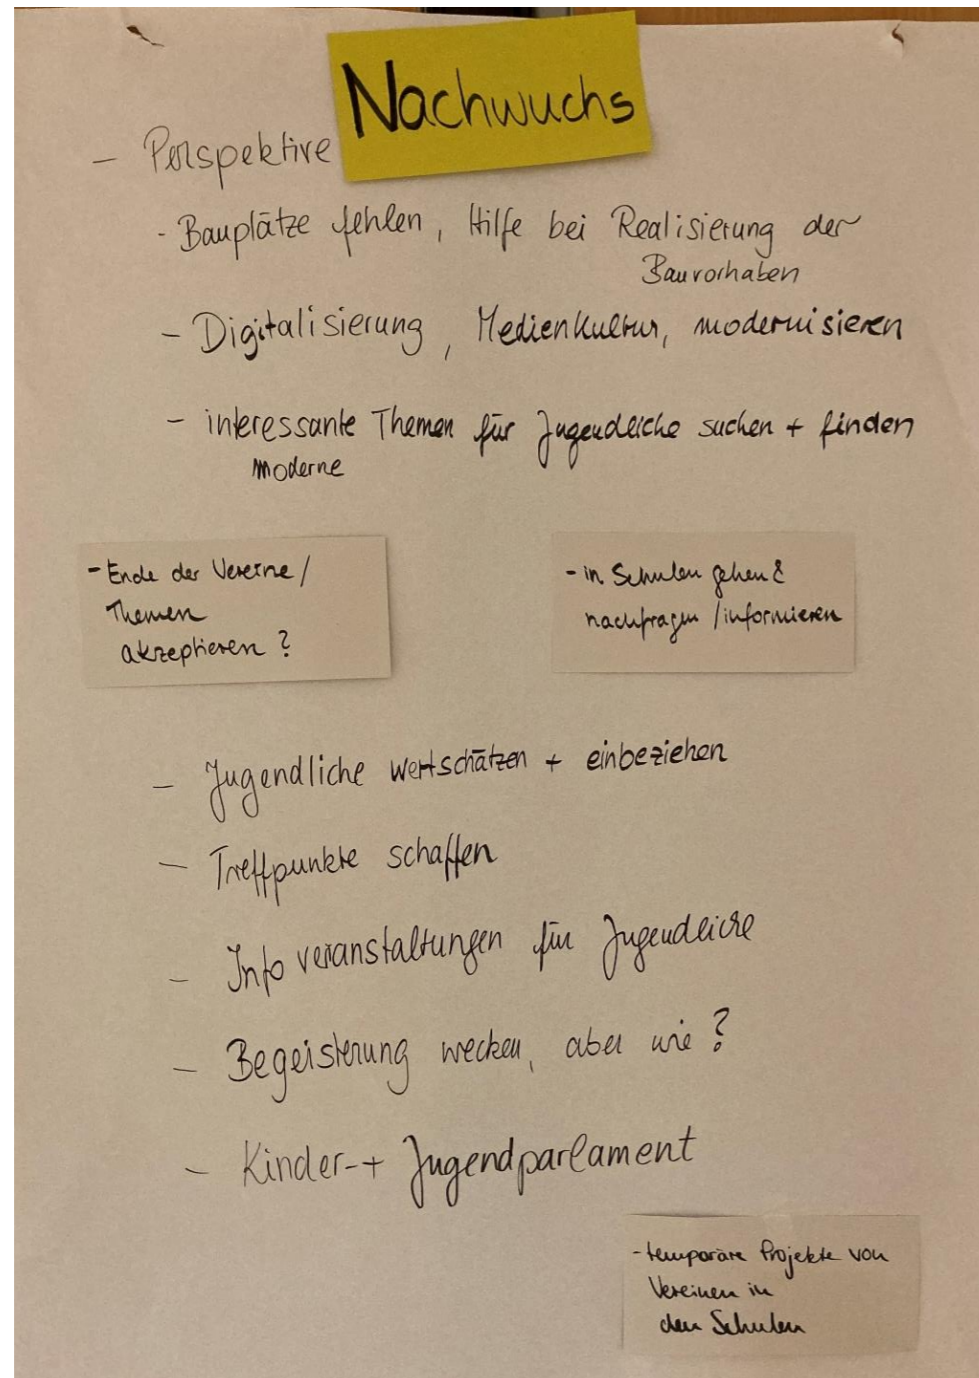 Nachwuchs
- Perspektive
- Bauplätze fehlen, Hilfe bei Realisierung der
Bauvorhaben
- Digitalisierung, Medienkultur, modernisieren
- interessante Themen für Jugendliche suchen + finden
moderne
- Ende der Vereine /
Themen
akzeptieren ?
- in Schulen gehen &
nachfragen / informieren
- Jugendliche wertschätzen + einbeziehen
- Treffpunkte schaffen
- Infoveranstaltungen für Jugendliche
- Begeisterung wecken, aber wie ?
- Kinder- + Jugendparlament
- temporäre Projekte von
Vereinen in
den Schulen